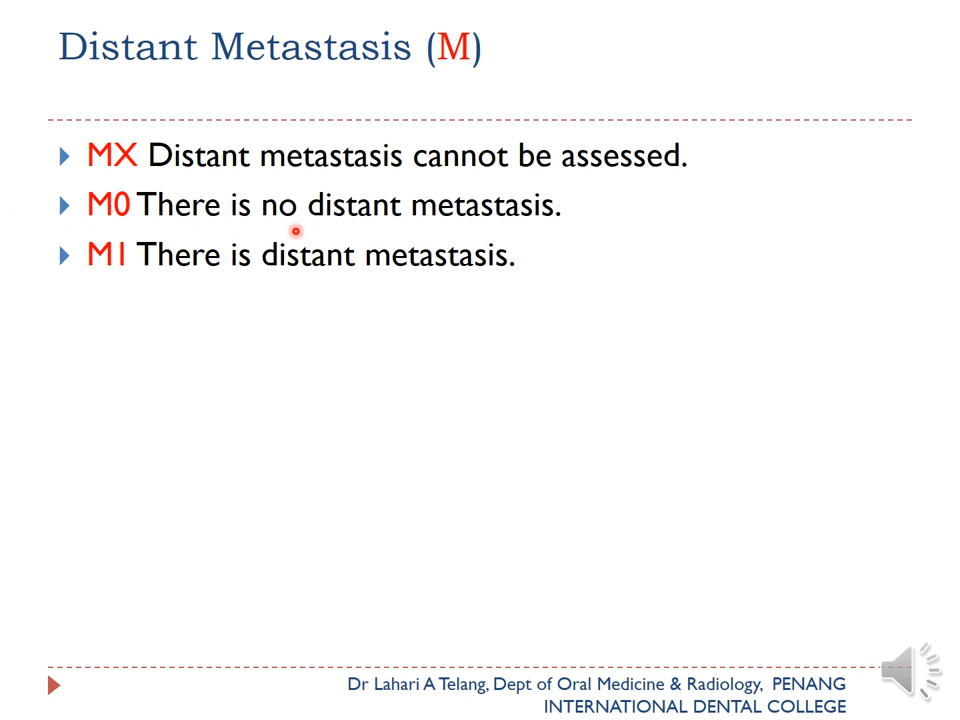 Distant Metastasis (M)
MX Distant metastasis cannot be assessed.
M0 There is no distant metastasis.
M1 There is distant metastasis.
Dr Lahari A Telang, Dept of Oral Medicine & Radiology, PENANG
INTERNATIONAL DENTAL COLLEGE